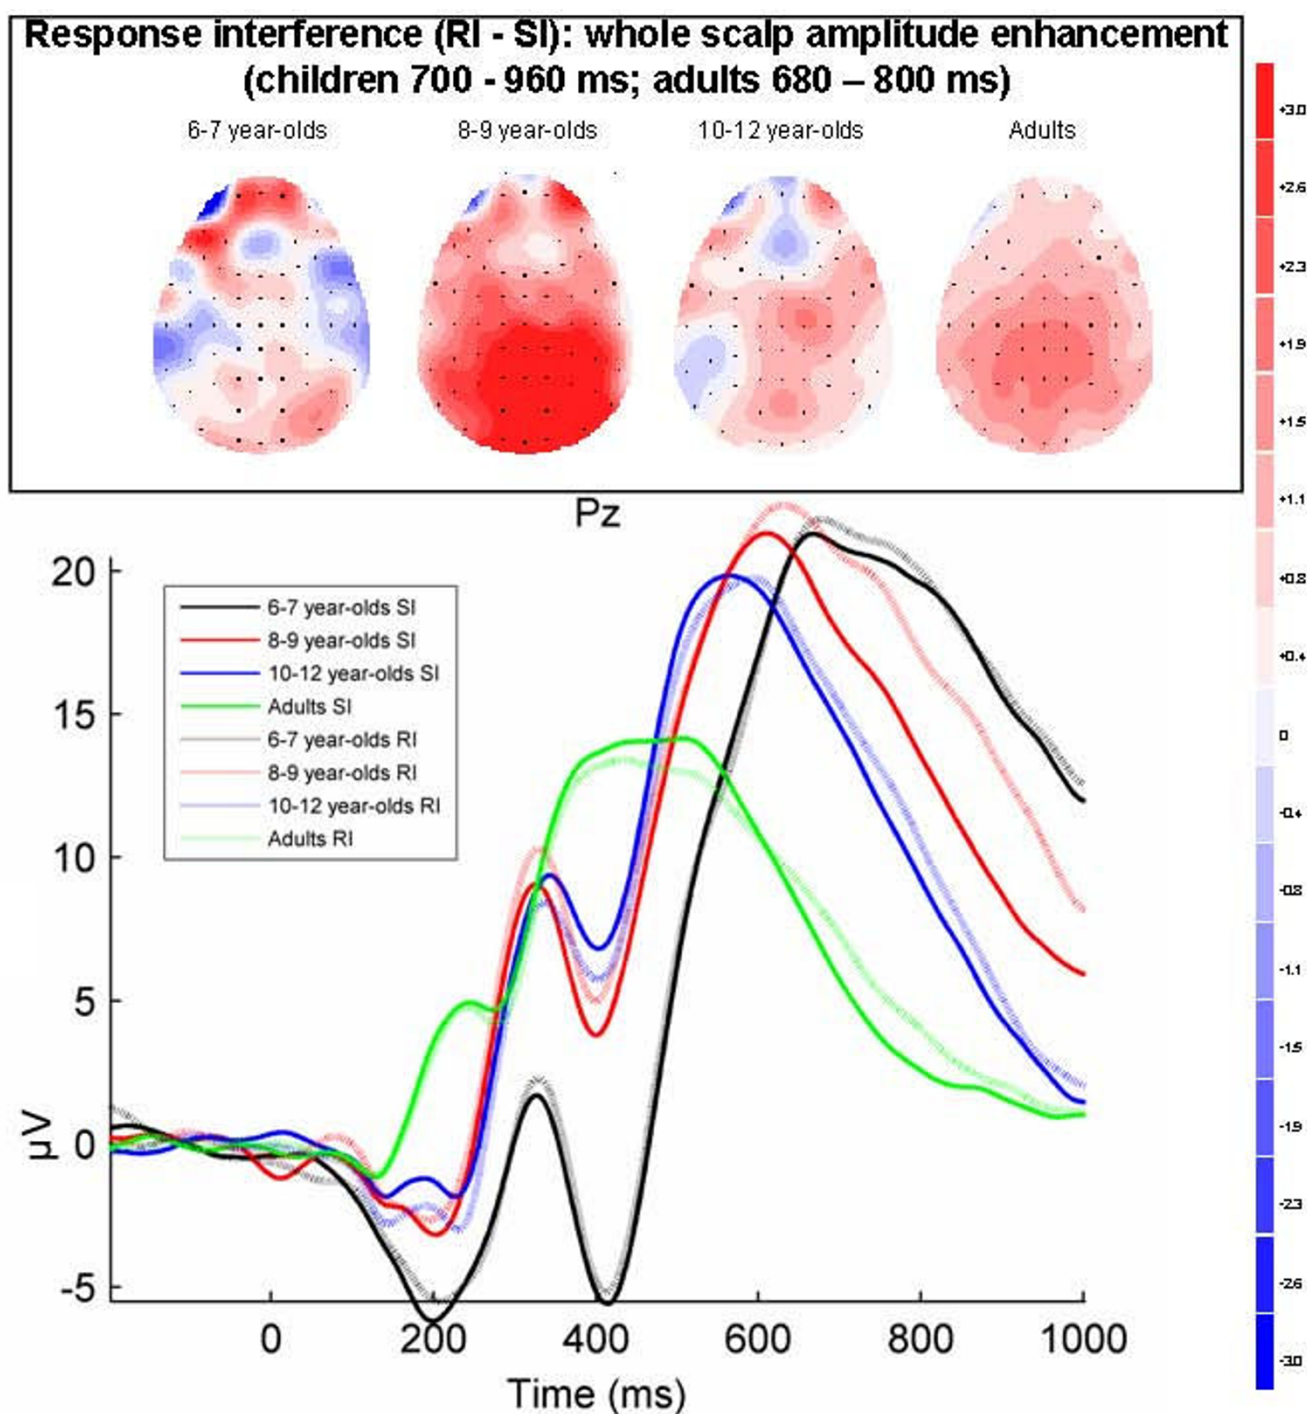 Response interference (RI - SI): whole scalp amplitude enhancement
(children 700 - 960 ms; adults 680 – 800 ms)
6-7 year-olds
8-9 year-olds
10-12 year-olds
Adults
+3.0
+2.6
+2.3
+1.9
+1.5
+1.1
+0.8
+0.4
0
-0.4
-0.8
-1.1
-1.5
-1.9
-2.3
-2.6
-3.0
Pz
20
15
10
5
0
-5
µV
6-7 year-olds SI
8-9 year-olds SI
10-12 year-olds SI
Adults SI
6-7 year-olds RI
8-9 year-olds RI
10-12 year-olds RI
Adults RI
0
200
400
600
800
1000
Time (ms)